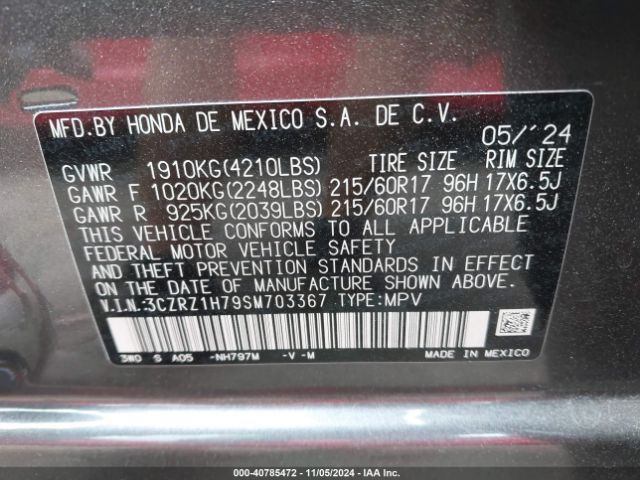 MFD.BY HONDA DE MEXICO S.A. DE C.V.
05/'24
GVWR 1910KG(4210LBS) TIRE SIZE RIM SIZE
GAWR F 1020KG(2248LBS) 215/60R17 96H 17X6.5J
GAWR R 925KG(2039LBS) 215/60R17 96H 17X6.5J
THIS VEHICLE CONFORMS TO ALL APPLICABLE
FEDERAL MOTOR VEHICLE SAFETY
AND THEFT PREVENTION STANDARDS IN EFFECT
ON THE DATE OF MANUFACTURE SHOWN ABOVE.
V.I.N.:3CZRZ1H79SM703367 TYPE:MPV
3W0 S A05 -NH797M -V -M MADE IN MEXICO
000-40785472 - 11/05/2024 - IAA Inc.